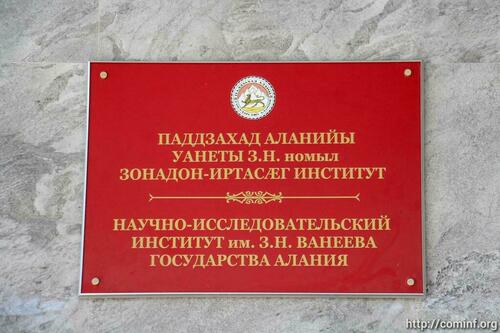 ПАДДЗАХАД АЛАНИЙЫ
УАНЕТЫ З.Н. номыл
ЗОНАДОН-ИРТАСÆГ ИНСТИТУТ
НАУЧНО-ИССЛЕДОВАТЕЛЬСКИЙ
ИНСТИТУТ им. З.Н. ВАНЕЕВА
ГОСУДАРСТВА АЛАНИЯ
http://cominf.org